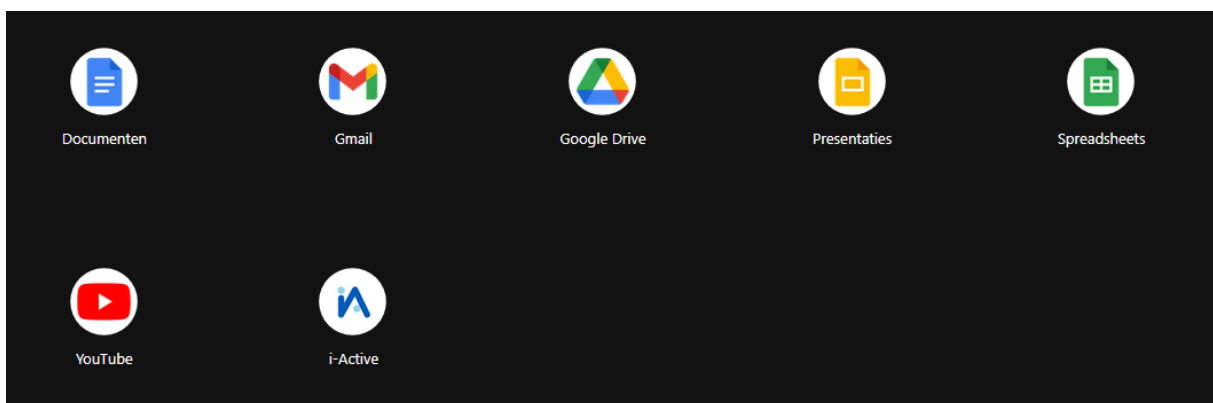 Documenten
Gmail
Google Drive
Presentaties
Spreadsheets
YouTube
i-Active